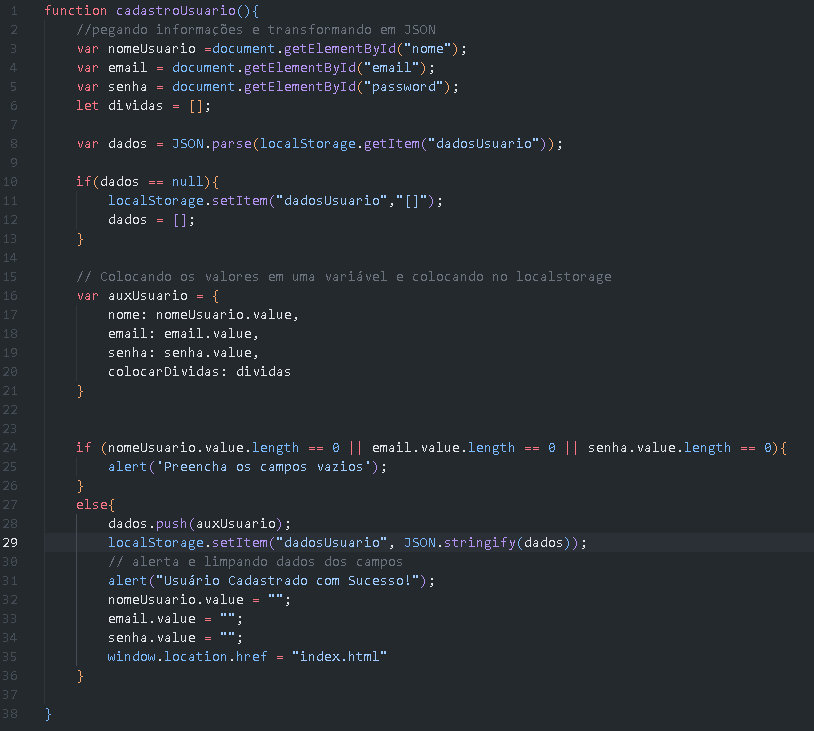 1 function cadastroUsuario(){
2 //pegando informações e transformando em JSON
3 var nomeUsuario =document.getElementById("nome");
4 var email = document.getElementById("email");
5 var senha = document.getElementById("password");
6 let dividas = [];
7
8 var dados = JSON.parse(localStorage.getItem("dadosUsuario"));
9
10 if(dados == null){
11 localStorage.setItem("dadosUsuario","[]");
12 dados = [];
13 }
14
15 // Colocando os valores em uma variável e colocando no localstorage
16 var auxUsuario = {
17 nome: nomeUsuario.value,
18 email: email.value,
19 senha: senha.value,
20 colocarDividas: dividas
21 }
22
23
24 if (nomeUsuario.value.length == 0 || email.value.length == 0 || senha.value.length == 0){
25 alert('Preencha os campos vazios');
26 }
27 else{
28 dados.push(auxUsuario);
29 localStorage.setItem("dadosUsuario", JSON.stringify(dados));
30 // alerta e limpando dados dos campos
31 alert("Usuário Cadastrado com Sucesso!");
32 nomeUsuario.value = "";
33 email.value = "";
34 senha.value = "";
35 window.location.href = "index.html"
36 }
37
38 }